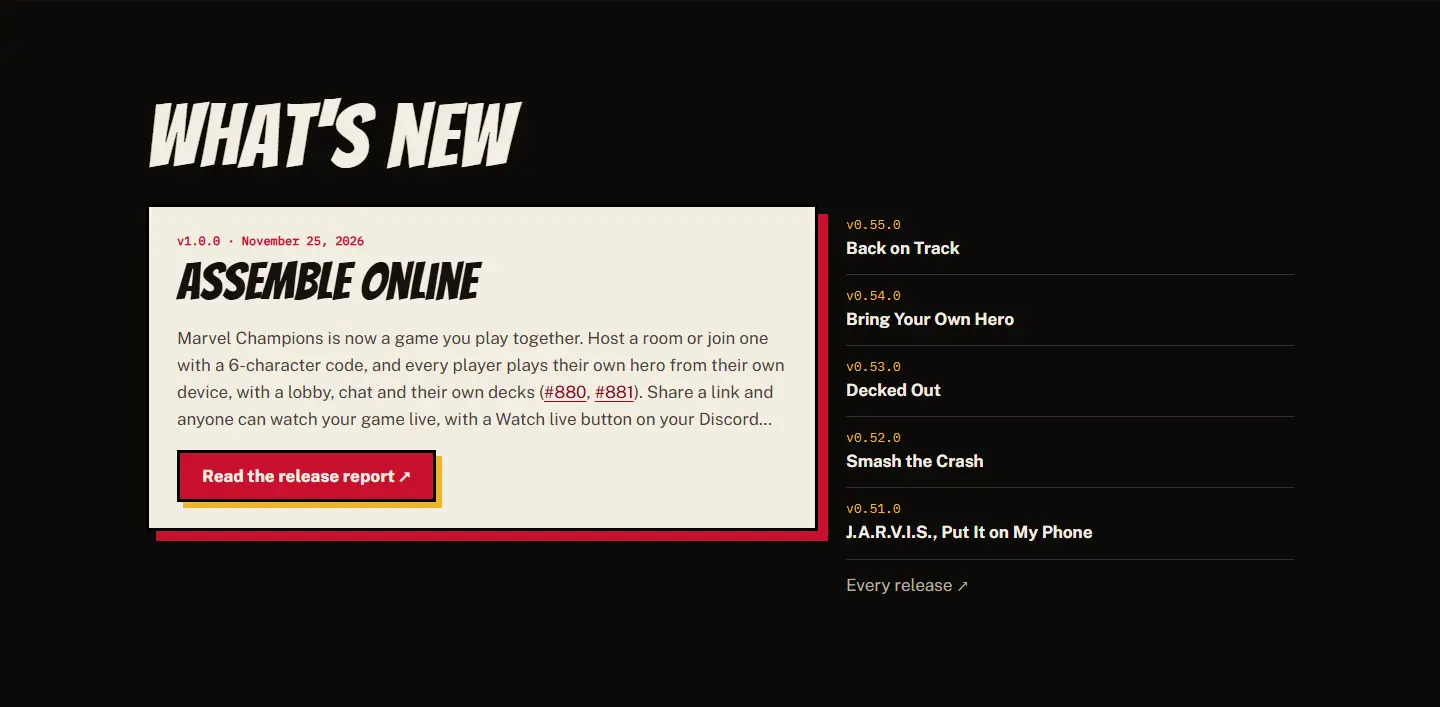 WHAT'S NEW
v1.0.0 · November 25, 2026
ASSEMBLE ONLINE
Marvel Champions is now a game you play together. Host a room or join one
with a 6-character code, and every player plays their own hero from their own
device, with a lobby, chat and their own decks (#880, #881). Share a link and
anyone can watch your game live, with a Watch live button on your Discord...
Read the release report ↗
v0.55.0
Back on Track
v0.54.0
Bring Your Own Hero
v0.53.0
Decked Out
v0.52.0
Smash the Crash
v0.51.0
J.A.R.V.I.S., Put It on My Phone
Every release ↗